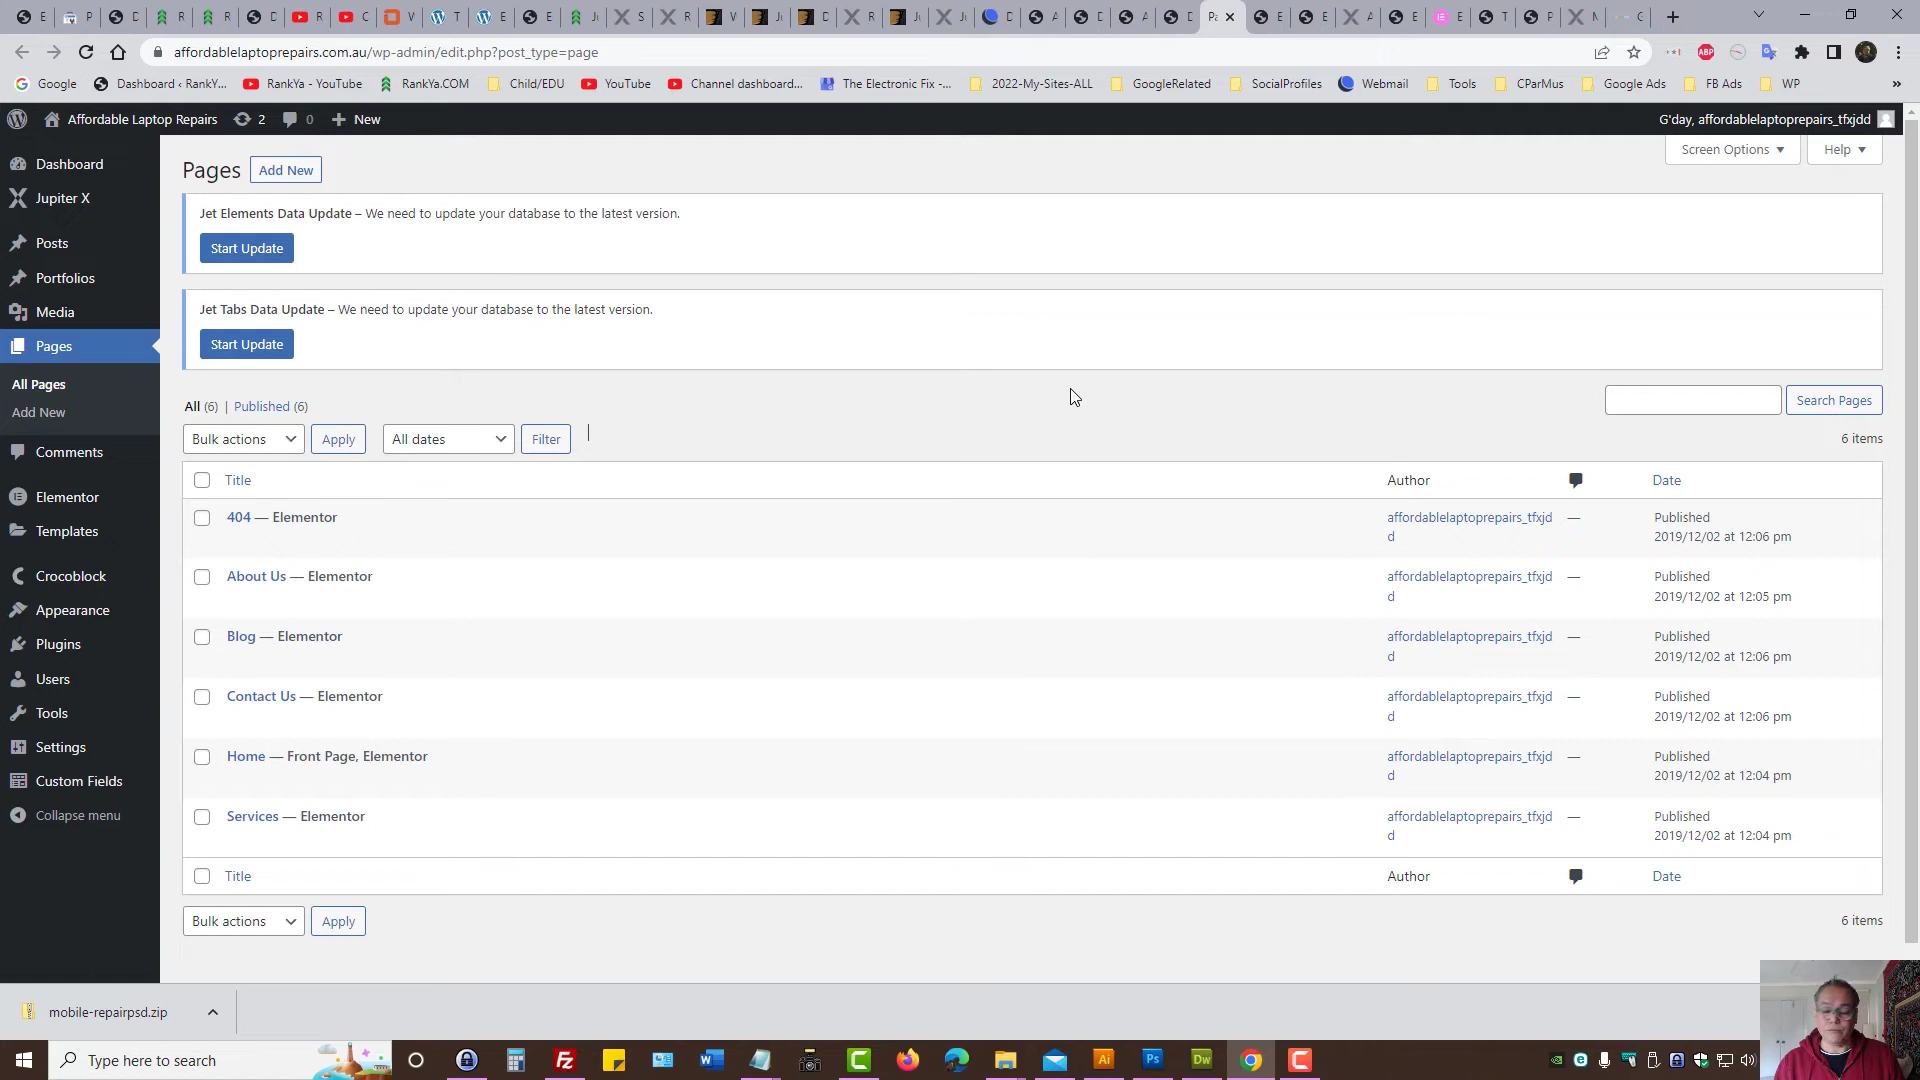 affordablelaptoprepairs.com.au/wp-admin/edit.php?post_type=page
Google
Dashboard ‹ RankY...
RankYa - YouTube
RankYa.COM
Child/EDU
YouTube
Channel dashboard...
The Electronic Fix -...
2022-My-Sites-ALL
GoogleRelated
SocialProfiles
Webmail
Tools
CParMus
Google Ads
FB Ads
WP
Affordable Laptop Repairs
2
0
New
G'day, affordablelaptoprepairs_tfxjdd
Dashboard
Jupiter X
Posts
Portfolios
Media
Pages
All Pages
Add New
Comments
Elementor
Templates
Crocoblock
Appearance
Plugins
Users
Tools
Settings
Custom Fields
Collapse menu
Pages
Add New
Screen Options
Help
Jet Elements Data Update – We need to update your database to the latest version.
Start Update
Jet Tabs Data Update – We need to update your database to the latest version.
Start Update
All (6) | Published (6)
Search Pages
Bulk actions
Apply
All dates
Filter
6 items
Title
Author
Date
404 — Elementor
affordablelaptoprepairs_tfxjd
d
—
Published
2019/12/02 at 12:06 pm
About Us — Elementor
affordablelaptoprepairs_tfxjd
d
—
Published
2019/12/02 at 12:05 pm
Blog — Elementor
affordablelaptoprepairs_tfxjd
d
—
Published
2019/12/02 at 12:06 pm
Contact Us — Elementor
affordablelaptoprepairs_tfxjd
d
—
Published
2019/12/02 at 12:06 pm
Home — Front Page, Elementor
affordablelaptoprepairs_tfxjd
d
—
Published
2019/12/02 at 12:04 pm
Services — Elementor
affordablelaptoprepairs_tfxjd
d
—
Published
2019/12/02 at 12:04 pm
Title
Author
Date
Bulk actions
Apply
6 items
mobile-repairpsd.zip
Type here to search